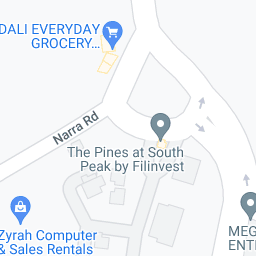 DALI EVERYDAY
GROCERY...
Narra Rd
The Pines at South
Peak by Filinvest
Zyrah Computer
& Sales Rentals
MEG
ENT